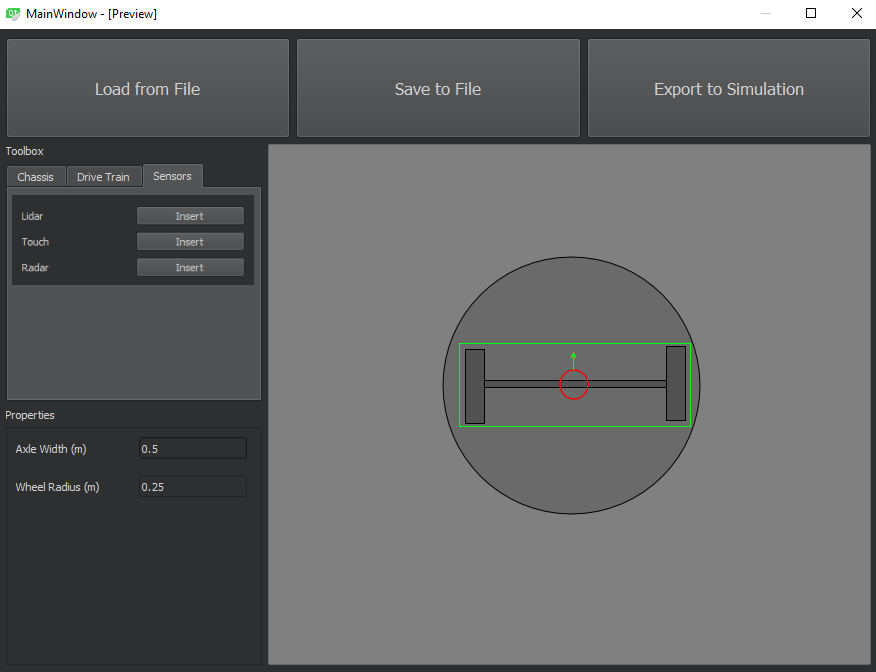 MainWindow - [Preview]
Load from File
Save to File
Export to Simulation
Toolbox
Chassis
Drive Train
Sensors
Lidar
Insert
Touch
Insert
Radar
Insert
Properties
Axle Width (m)
0.5
Wheel Radius (m)
0.25